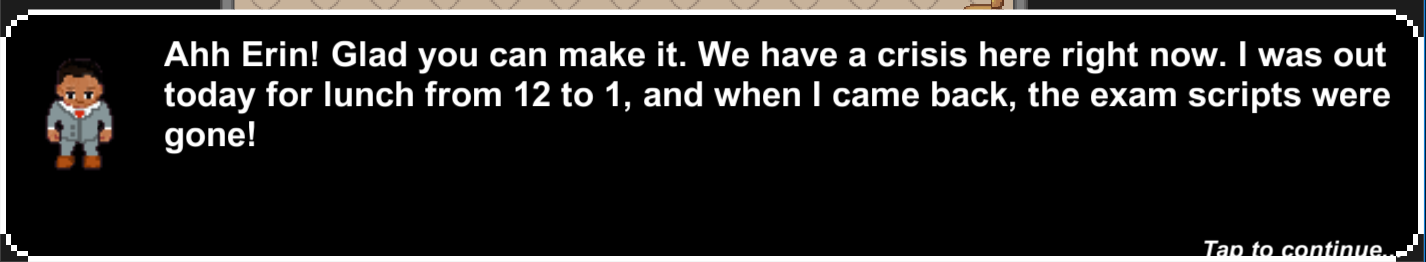 Ahh Erin! Glad you can make it. We have a crisis here right now. I was out
today for lunch from 12 to 1, and when I came back, the exam scripts were
gone!
Tap to continue...